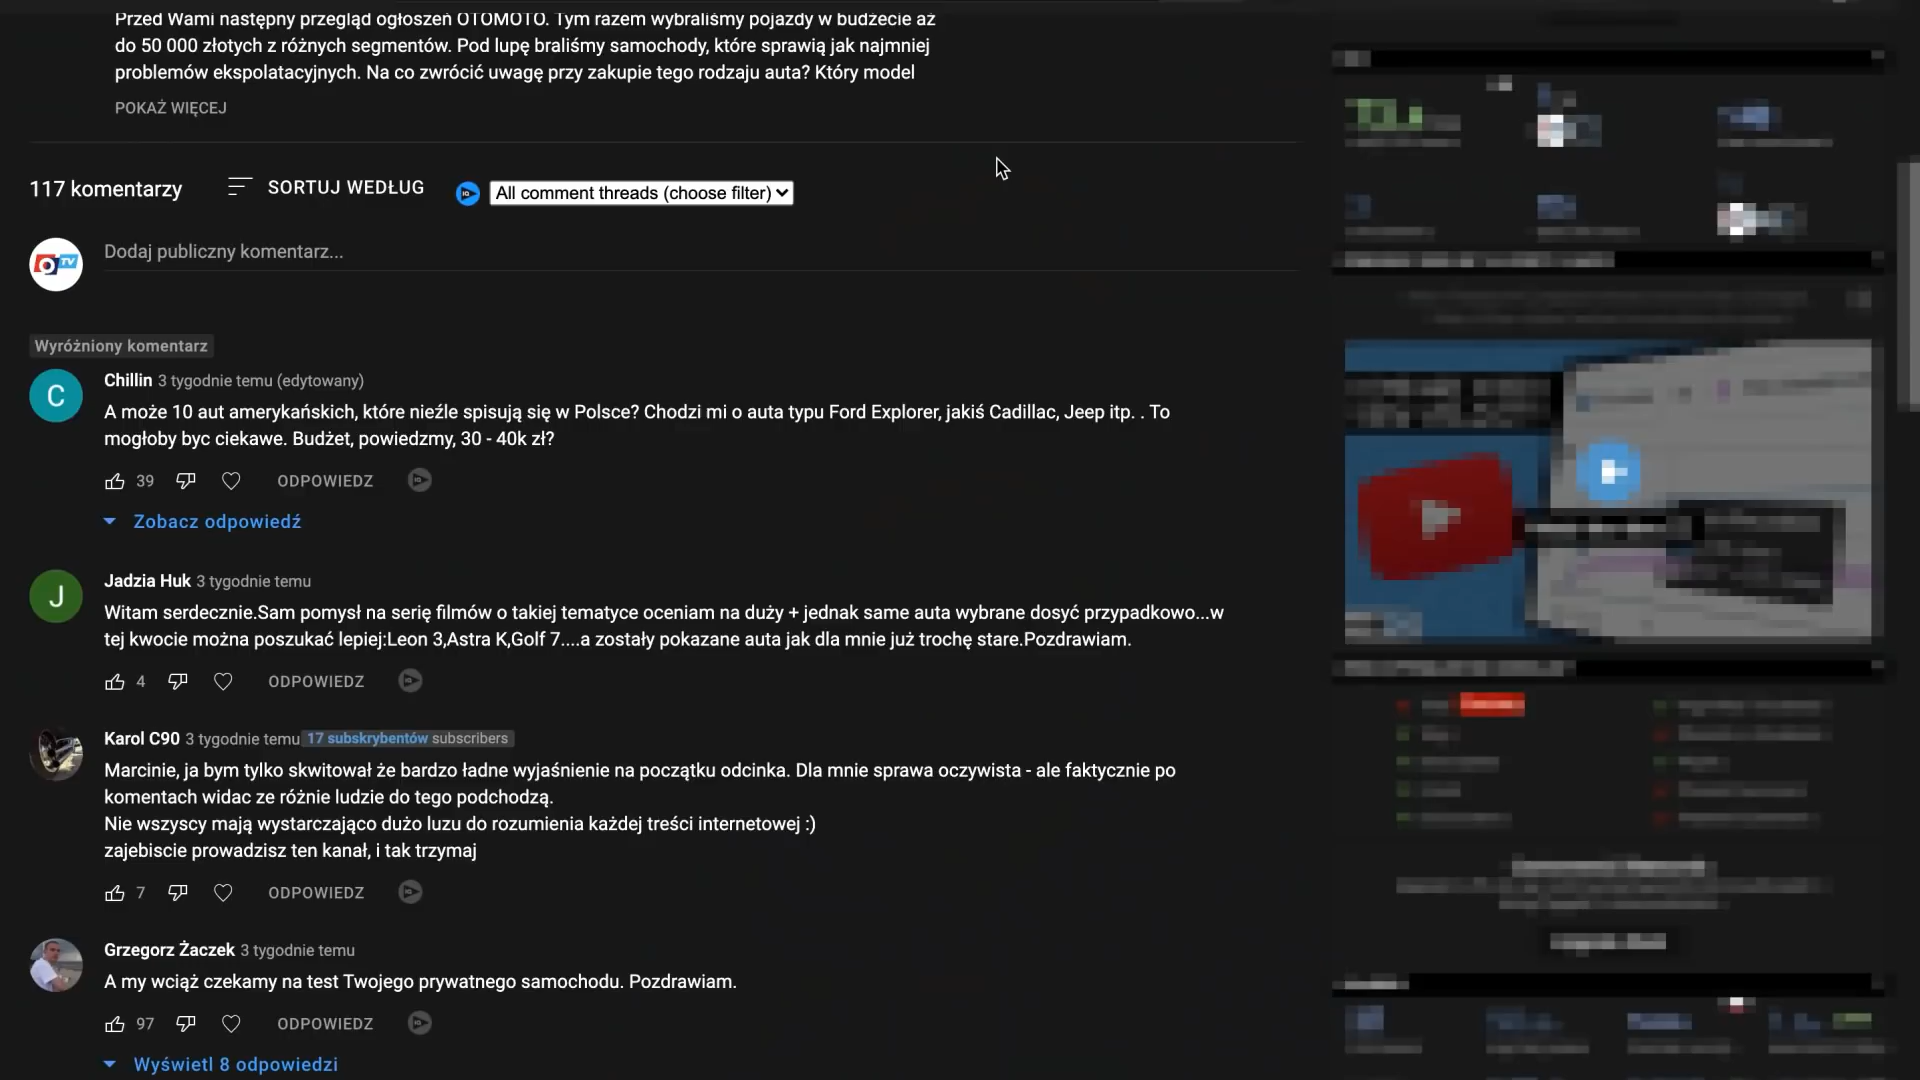 Przed Wami następny przegląd ogłoszeń OTOMOTO. Tym razem wybraliśmy pojazdy w budżecie aż
do 50 000 złotych z różnych segmentów. Pod lupę braliśmy samochody, które sprawią jak najmniej
problemów ekspolatacyjnych. Na co zwrócić uwagę przy zakupie tego rodzaju auta? Który model
POKAŻ WIĘCEJ
117 komentarzy SORTUJ WEDŁUG All comment threads (choose filter)
TV Dodaj publiczny komentarz...
Wyróżniony komentarz
C Chillin 3 tygodnie temu (edytowany)
A może 10 aut amerykańskich, które nieźle spisują się w Polsce? Chodzi mi o auta typu Ford Explorer, jakiś Cadillac, Jeep itp. . To
mogłoby byc ciekawe. Budżet, powiedzmy, 30 - 40k zł?
39 ODPOWIEDZ
Zobacz odpowiedź
J Jadzia Huk 3 tygodnie temu
Witam serdecznie.Sam pomysł na serię filmów o takiej tematyce oceniam na duży + jednak same auta wybrane dosyć przypadkowo...w
tej kwocie można poszukać lepiej:Leon 3,Astra K,Golf 7....a zostały pokazane auta jak dla mnie już trochę stare.Pozdrawiam.
4 ODPOWIEDZ
Karol C90 3 tygodnie temu 17 subskrybentów subscribers
Marcinie, ja bym tylko skwitował że bardzo ładne wyjaśnienie na początku odcinka. Dla mnie sprawa oczywista - ale faktycznie po
komentach widac ze różnie ludzie do tego podchodzą.
Nie wszyscy mają wystarczająco dużo luzu do rozumienia każdej treści internetowej :)
zajebiscie prowadzisz ten kanał, i tak trzymaj
7 ODPOWIEDZ
Grzegorz Żaczek 3 tygodnie temu
A my wciąż czekamy na test Twojego prywatnego samochodu. Pozdrawiam.
97 ODPOWIEDZ
Wyświetl 8 odpowiedzi